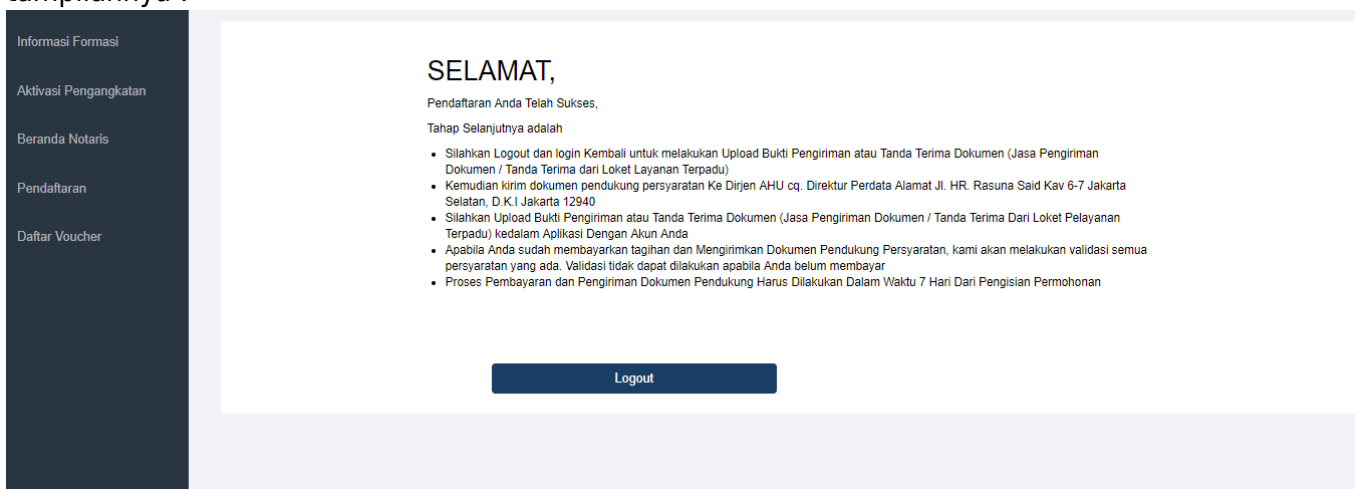 Informasi Formasi
Aktivasi Pengangkatan
Beranda Notaris
Pendaftaran
Daftar Voucher
SELAMAT,
Pendaftaran Anda Telah Sukses,
Tahap Selanjutnya adalah
• Silahkan Logout dan login Kembali untuk melakukan Upload Bukti Pengiriman atau Tanda Terima Dokumen (Jasa Pengiriman
Dokumen / Tanda Terima dari Loket Layanan Terpadu)
• Kemudian kirim dokumen pendukung persyaratan Ke Dirjen AHU cq. Direktur Perdata Alamat Jl. HR. Rasuna Said Kav 6-7 Jakarta
Selatan, D.K.I Jakarta 12940
• Silahkan Upload Bukti Pengiriman atau Tanda Terima Dokumen (Jasa Pengiriman Dokumen / Tanda Terima Dari Loket Pelayanan
Terpadu) kedalam Aplikasi Dengan Akun Anda
• Apabila Anda sudah membayarkan tagihan dan Mengirimkan Dokumen Pendukung Persyaratan, kami akan melakukan validasi semua
persyaratan yang ada. Validasi tidak dapat dilakukan apabila Anda belum membayar
• Proses Pembayaran dan Pengiriman Dokumen Pendukung Harus Dilakukan Dalam Waktu 7 Hari Dari Pengisian Permohonan
Logout